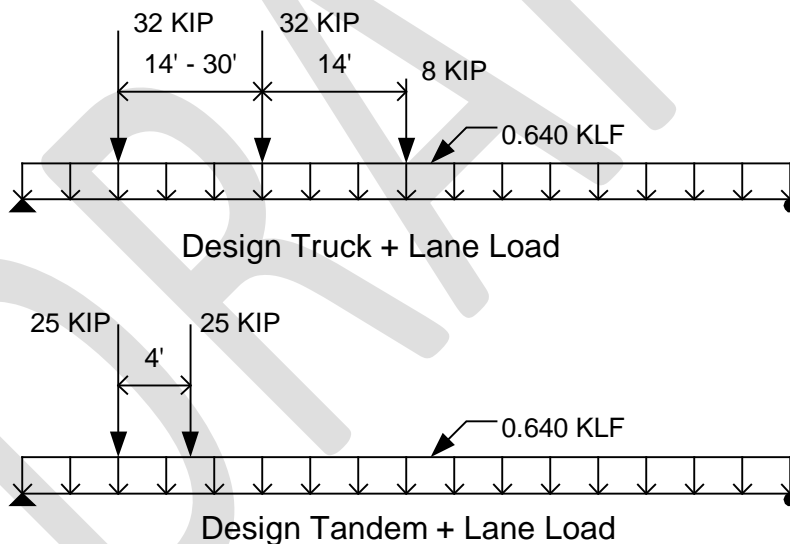 32 KIP 32 KIP
14' - 30' 14' 8 KIP
0.640 KLF
Design Truck + Lane Load
25 KIP 25 KIP
4'
0.640 KLF
Design Tandem + Lane Load
DRA